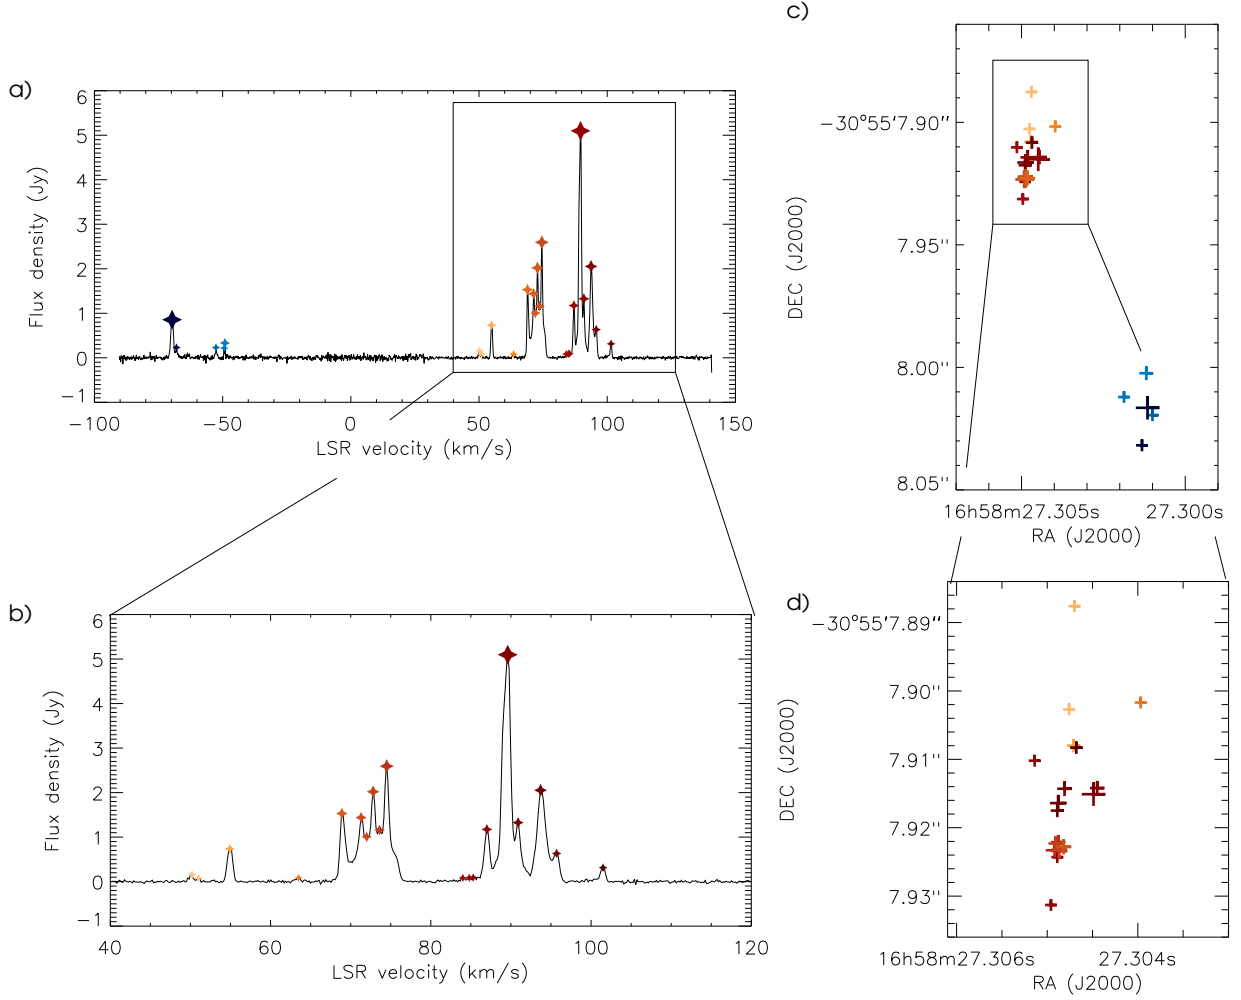 a)
6
5
4
3
2
1
0
−1
Flux density (Jy)
−100 −50 0 50 100 150
LSR velocity (km/s)
b)
6
5
4
3
2
1
0
−1
Flux density (Jy)
40 60 80 100 120
LSR velocity (km/s)
c)
−30°55'7.90''
7.95''
8.00''
8.05''
DEC (J2000)
16h58m27.305s 27.300s
RA (J2000)
d)
−30°55'7.89''
7.90''
7.91''
7.92''
7.93''
DEC (J2000)
16h58m27.306s 27.304s
RA (J2000)